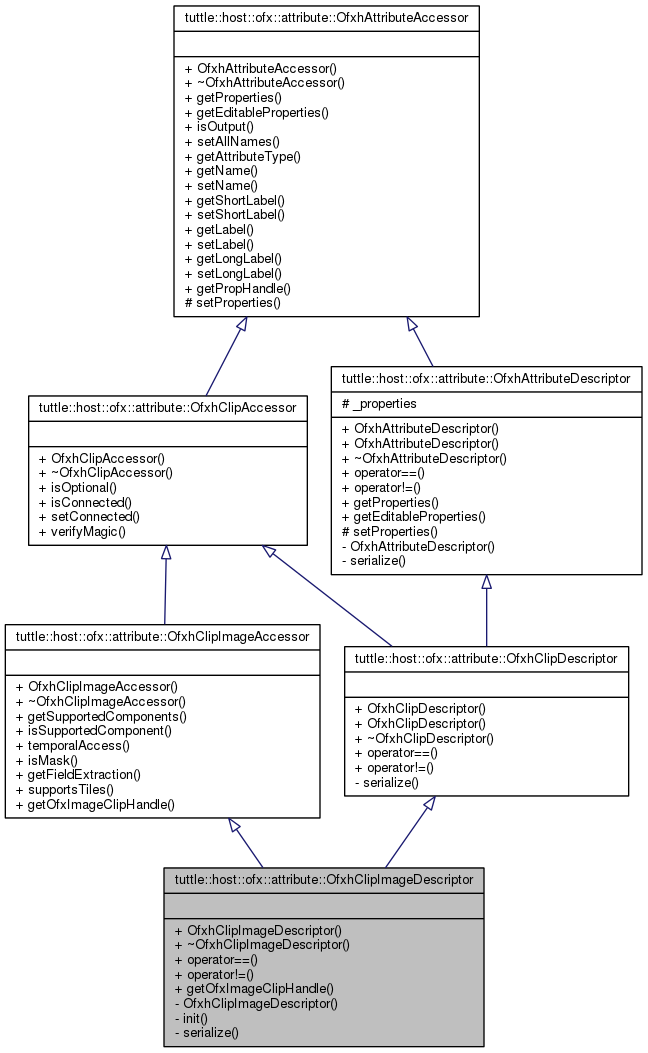 tuttle::host::ofx::attribute::OfxhAttributeAccessor
+ OfxhAttributeAccessor()
+ ~OfxhAttributeAccessor()
+ getProperties()
+ getEditableProperties()
+ isOutput()
+ setAllNames()
+ getAttributeType()
+ getName()
+ setName()
+ getShortLabel()
+ setShortLabel()
+ getLabel()
+ setLabel()
+ getLongLabel()
+ setLongLabel()
+ getPropHandle()
# setProperties()
tuttle::host::ofx::attribute::OfxhClipAccessor
+ OfxhClipAccessor()
+ ~OfxhClipAccessor()
+ isOptional()
+ isConnected()
+ setConnected()
+ verifyMagic()
tuttle::host::ofx::attribute::OfxhAttributeDescriptor
# _properties
+ OfxhAttributeDescriptor()
+ OfxhAttributeDescriptor()
+ ~OfxhAttributeDescriptor()
+ operator==()
+ operator!=()
+ getProperties()
+ getEditableProperties()
# setProperties()
- OfxhAttributeDescriptor()
- serialize()
tuttle::host::ofx::attribute::OfxhClipImageAccessor
+ OfxhClipImageAccessor()
+ ~OfxhClipImageAccessor()
+ getSupportedComponents()
+ isSupportedComponent()
+ temporalAccess()
+ isMask()
+ getFieldExtraction()
+ supportsTiles()
+ getOfxImageClipHandle()
tuttle::host::ofx::attribute::OfxhClipDescriptor
+ OfxhClipDescriptor()
+ OfxhClipDescriptor()
+ ~OfxhClipDescriptor()
+ operator==()
+ operator!=()
- serialize()
tuttle::host::ofx::attribute::OfxhClipImageDescriptor
+ OfxhClipImageDescriptor()
+ ~OfxhClipImageDescriptor()
+ operator==()
+ operator!=()
+ getOfxImageClipHandle()
- OfxhClipImageDescriptor()
- init()
- serialize()